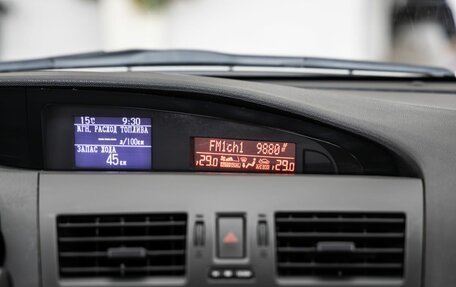 15℃ 9:30
МГН. РАСХОД ТОПЛИВА
--.- л/100км
ЗАПАС ХОДА
45 км
FM1ch1 9880
29.0 29.0